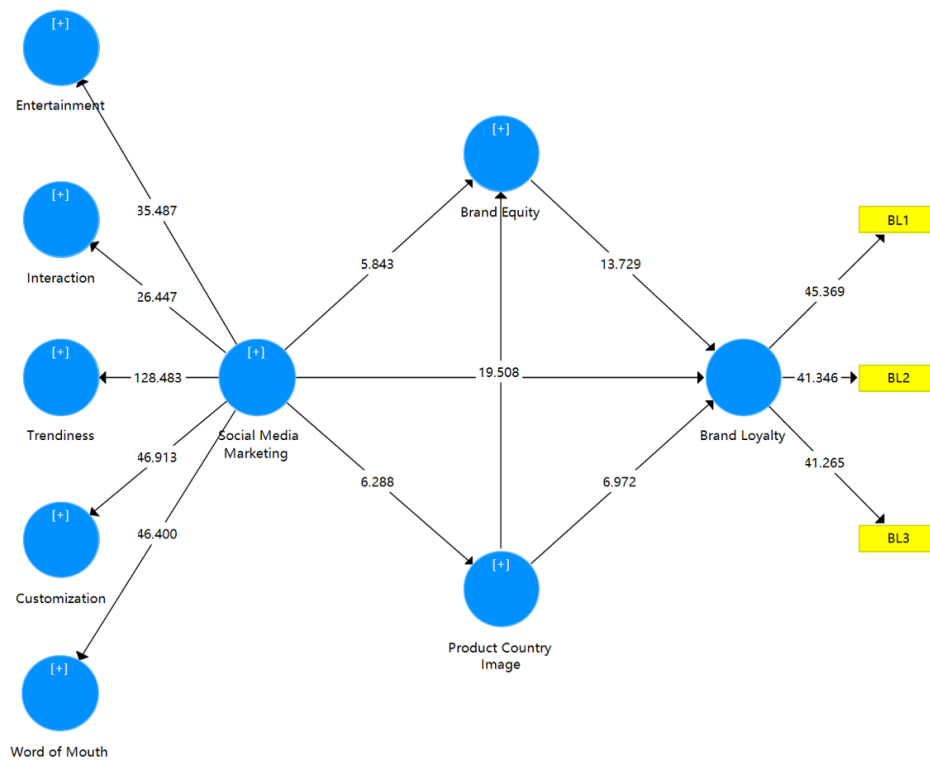 [+]
Entertainment
[+]
Brand Equity
35.487
[+]
Interaction
26.447
5.843
13.729
BL1
45.369
[+]
Trendiness
128.483
[+]
Social Media
Marketing
19.508
Brand Loyalty
41.346
BL2
46.913
6.288
6.972
41.265
[+]
Customization
46.400
BL3
[+]
Product Country
Image
[+]
Word of Mouth